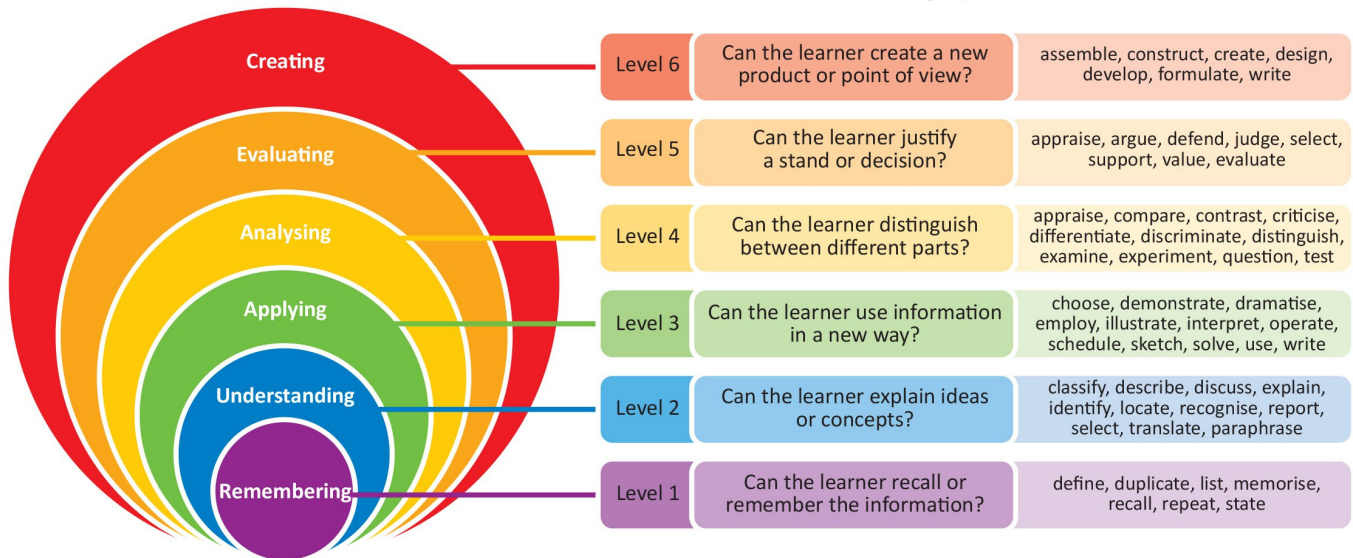 Creating
Level 6
Can the learner create a new
product or point of view?
assemble, construct, create, design,
develop, formulate, write
Evaluating
Level 5
Can the learner justify
a stand or decision?
appraise, argue, defend, judge, select,
support, value, evaluate
Analysing
Level 4
Can the learner distinguish
between different parts?
appraise, compare, contrast, criticise,
differentiate, discriminate, distinguish,
examine, experiment, question, test
Applying
Level 3
Can the learner use information
in a new way?
choose, demonstrate, dramatise,
employ, illustrate, interpret, operate,
schedule, sketch, solve, use, write
Understanding
Level 2
Can the learner explain ideas
or concepts?
classify, describe, discuss, explain,
identify, locate, recognise, report,
select, translate, paraphrase
Remembering
Level 1
Can the learner recall or
remember the information?
define, duplicate, list, memorise,
recall, repeat, state